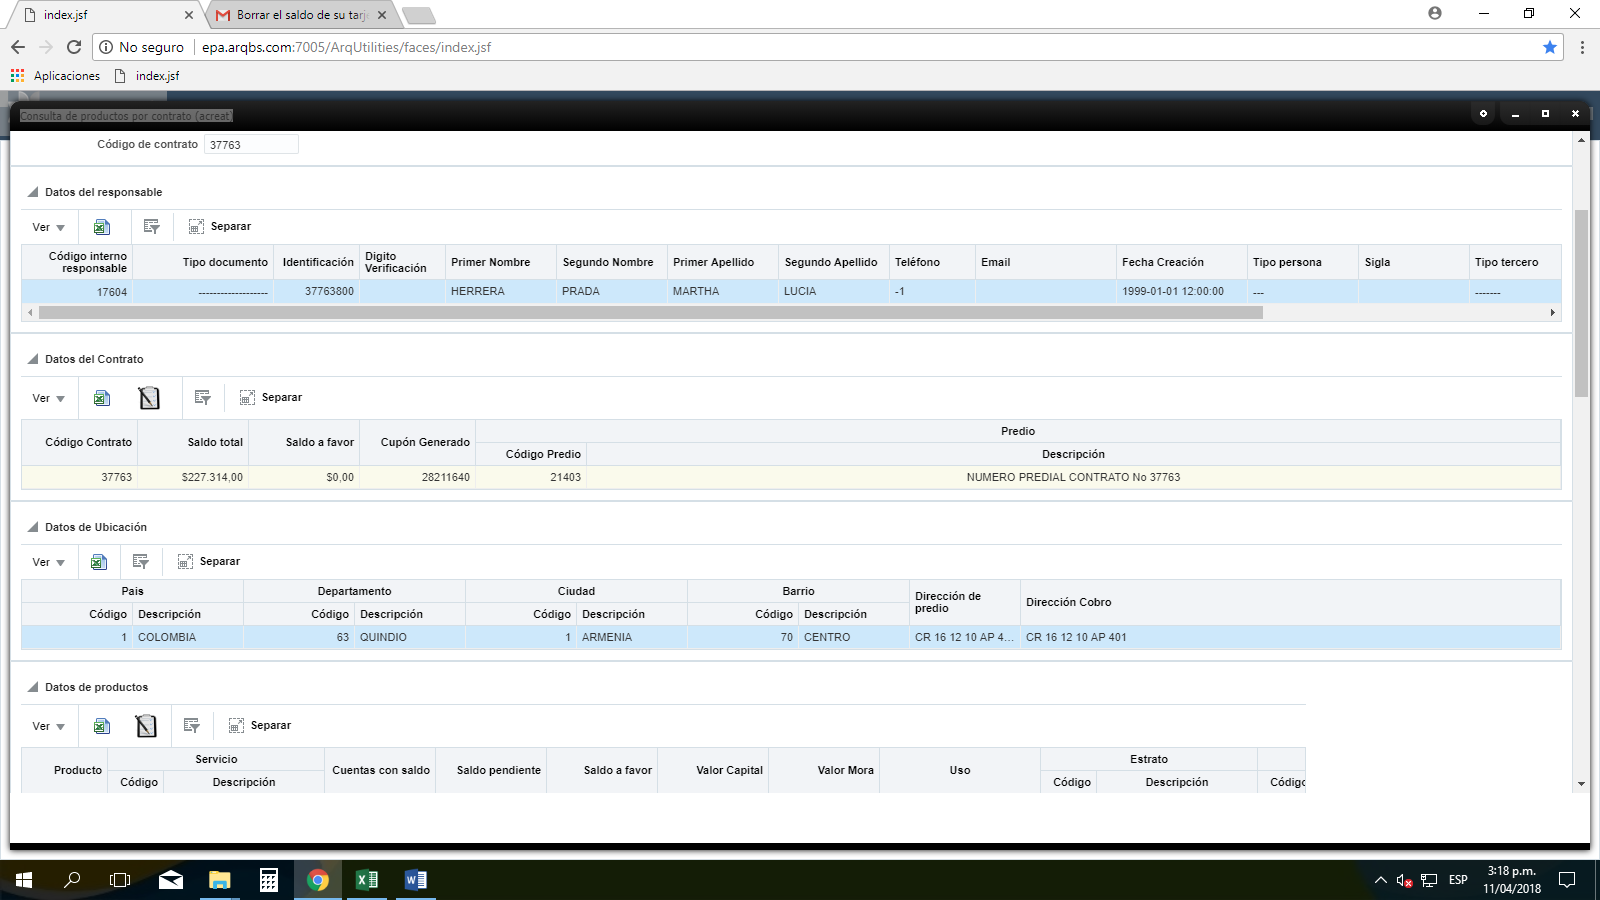 index.jsf
Borrar el saldo de su tarje
No seguro
epa.arqbs.com:7005/ArqUtilities/faces/index.jsf
Aplicaciones
index.jsf
Consulta de productos por contrato (acreat)
Código de contrato 37763
Datos del responsable
Ver Separar
Código interno responsable Tipo documento Identificación Digito Verificación Primer Nombre Segundo Nombre Primer Apellido Segundo Apellido Teléfono Email Fecha Creación Tipo persona Sigla Tipo tercero
17604 ------------------- 37763800 HERRERA PRADA MARTHA LUCIA -1 1999-01-01 12:00:00 --- -------
Datos del Contrato
Ver Separar
Código Contrato Saldo total Saldo a favor Cupón Generado Predio
Código Predio Descripción
37763 $227.314,00 $0,00 28211640 21403 NUMERO PREDIAL CONTRATO No 37763
Datos de Ubicación
Ver Separar
Pais Departamento Ciudad Barrio Dirección de predio Dirección Cobro
Código Descripción Código Descripción Código Descripción Código Descripción
1 COLOMBIA 63 QUINDIO 1 ARMENIA 70 CENTRO CR 16 12 10 AP 4... CR 16 12 10 AP 401
Datos de productos
Ver Separar
Producto Servicio Cuentas con saldo Saldo pendiente Saldo a favor Valor Capital Valor Mora Uso Estrato
Código Descripción Código Descripción Códigc
ESP
3:18 p.m.
11/04/2018